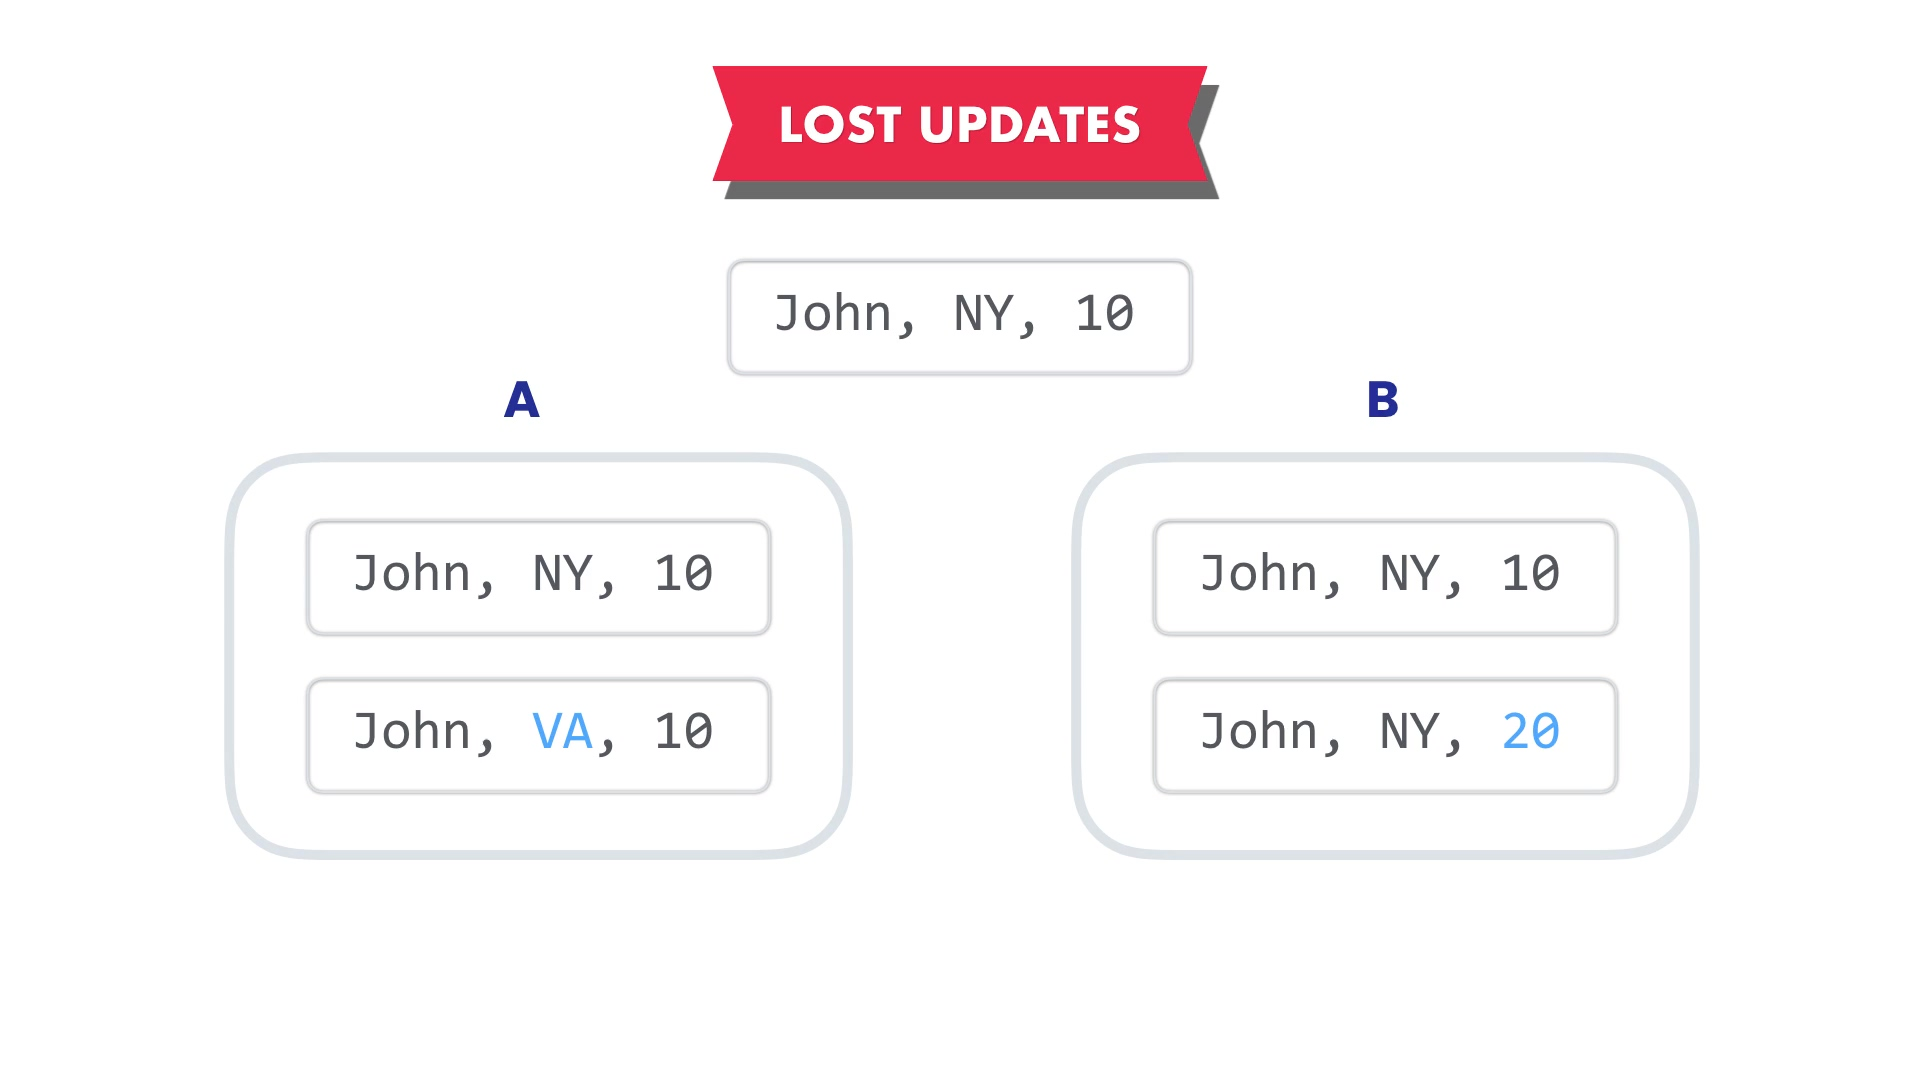 LOST UPDATES
John, NY, 10
A
B
John, NY, 10
John, VA, 10
John, NY, 10
John, NY, 20